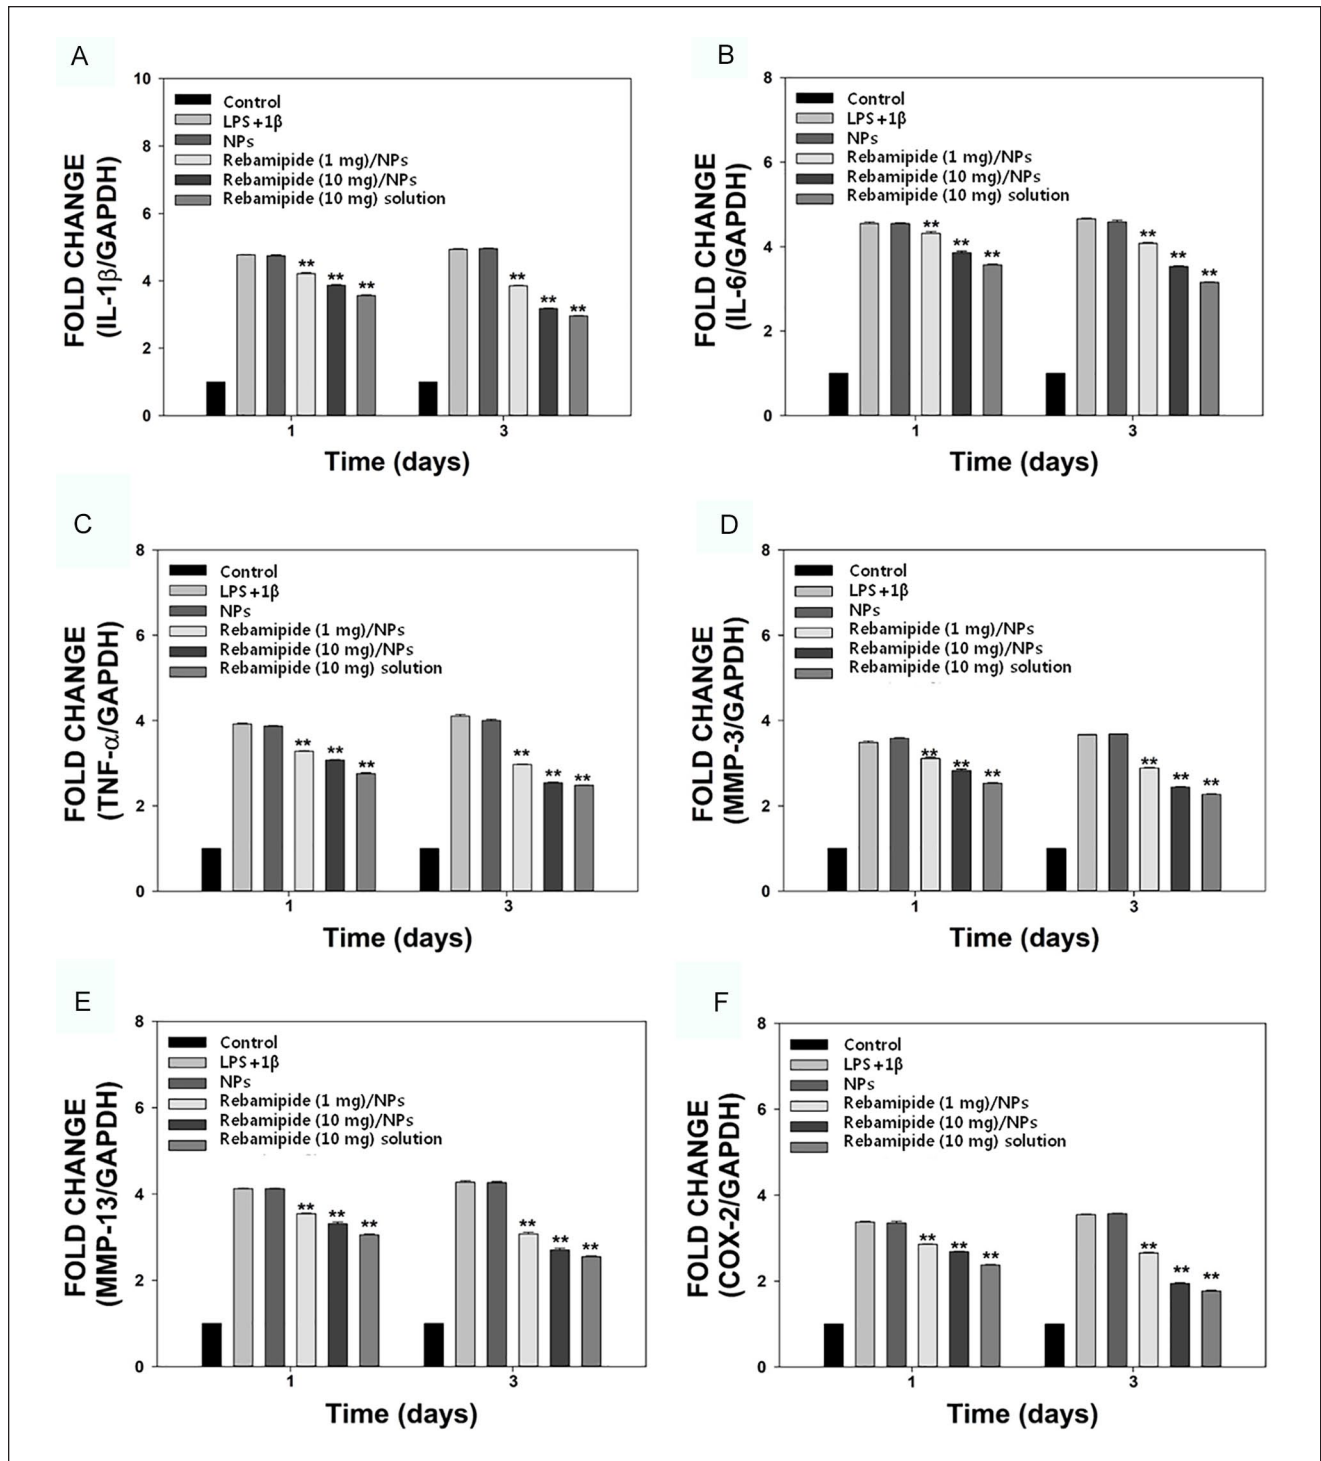 A
10
8
6
4
2
0
FOLD CHANGE
(IL-1β/GAPDH)
Control
LPS+1β
NPs
Rebamipide (1 mg)/NPs
Rebamipide (10 mg)/NPs
Rebamipide (10 mg) solution
** ** **
** ** **
1 3
Time (days)
B
8
6
4
2
0
FOLD CHANGE
(IL-6/GAPDH)
Control
LPS+1β
NPs
Rebamipide (1 mg)/NPs
Rebamipide (10 mg)/NPs
Rebamipide (10 mg) solution
** ** **
** ** **
1 3
Time (days)
C
8
6
4
2
0
FOLD CHANGE
(TNF-α/GAPDH)
Control
LPS+1β
NPs
Rebamipide (1 mg)/NPs
Rebamipide (10 mg)/NPs
Rebamipide (10 mg) solution
** ** **
** ** **
1 3
Time (days)
D
8
6
4
2
0
FOLD CHANGE
(MMP-3/GAPDH)
Control
LPS+1β
NPs
Rebamipide (1 mg)/NPs
Rebamipide (10 mg)/NPs
Rebamipide (10 mg) solution
** ** **
** ** **
1 3
Time (days)
E
8
6
4
2
0
FOLD CHANGE
(MMP-13/GAPDH)
Control
LPS+1β
NPs
Rebamipide (1 mg)/NPs
Rebamipide (10 mg)/NPs
Rebamipide (10 mg) solution
** ** **
** ** **
1 3
Time (days)
F
8
6
4
2
0
FOLD CHANGE
(COX-2/GAPDH)
Control
LPS+1β
NPs
Rebamipide (1 mg)/NPs
Rebamipide (10 mg)/NPs
Rebamipide (10 mg) solution
** ** **
** ** **
1 3
Time (days)